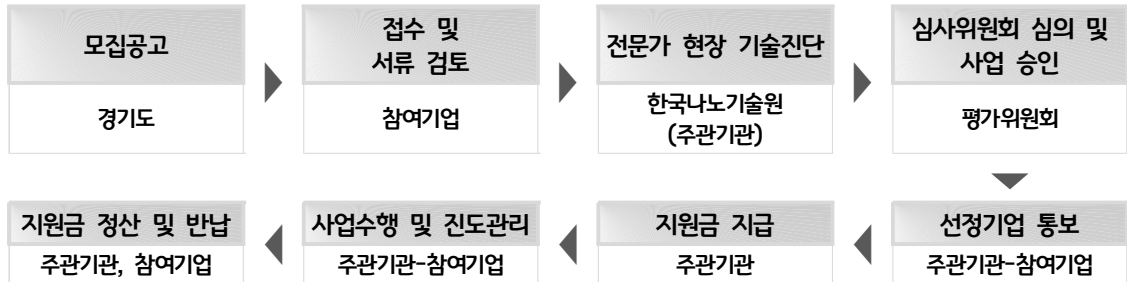 모집공고
경기도
접수 및
서류 검토
참여기업
전문가 현장 기술진단
한국나노기술원
(주관기관)
심사위원회 심의 및
사업 승인
평가위원회
선정기업 통보
주관기관-참여기업
지원금 지급
주관기관
사업수행 및 진도관리
주관기관-참여기업
지원금 정산 및 반납
주관기관, 참여기업